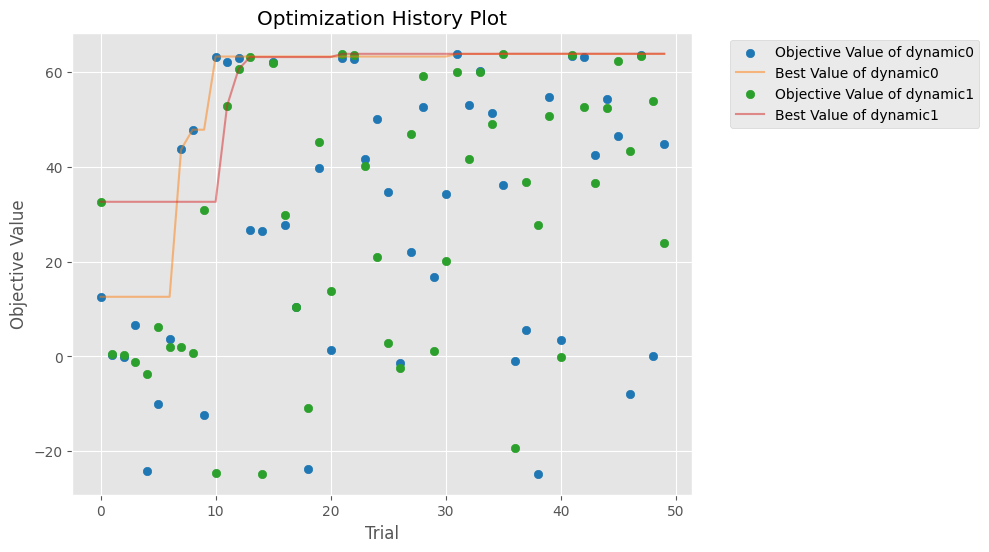 Optimization History Plot
Objective Value of dynamic0
Best Value of dynamic0
Objective Value of dynamic1
Best Value of dynamic1
Objective Value
60
40
20
0
−20
0 10 20 30 40 50
Trial